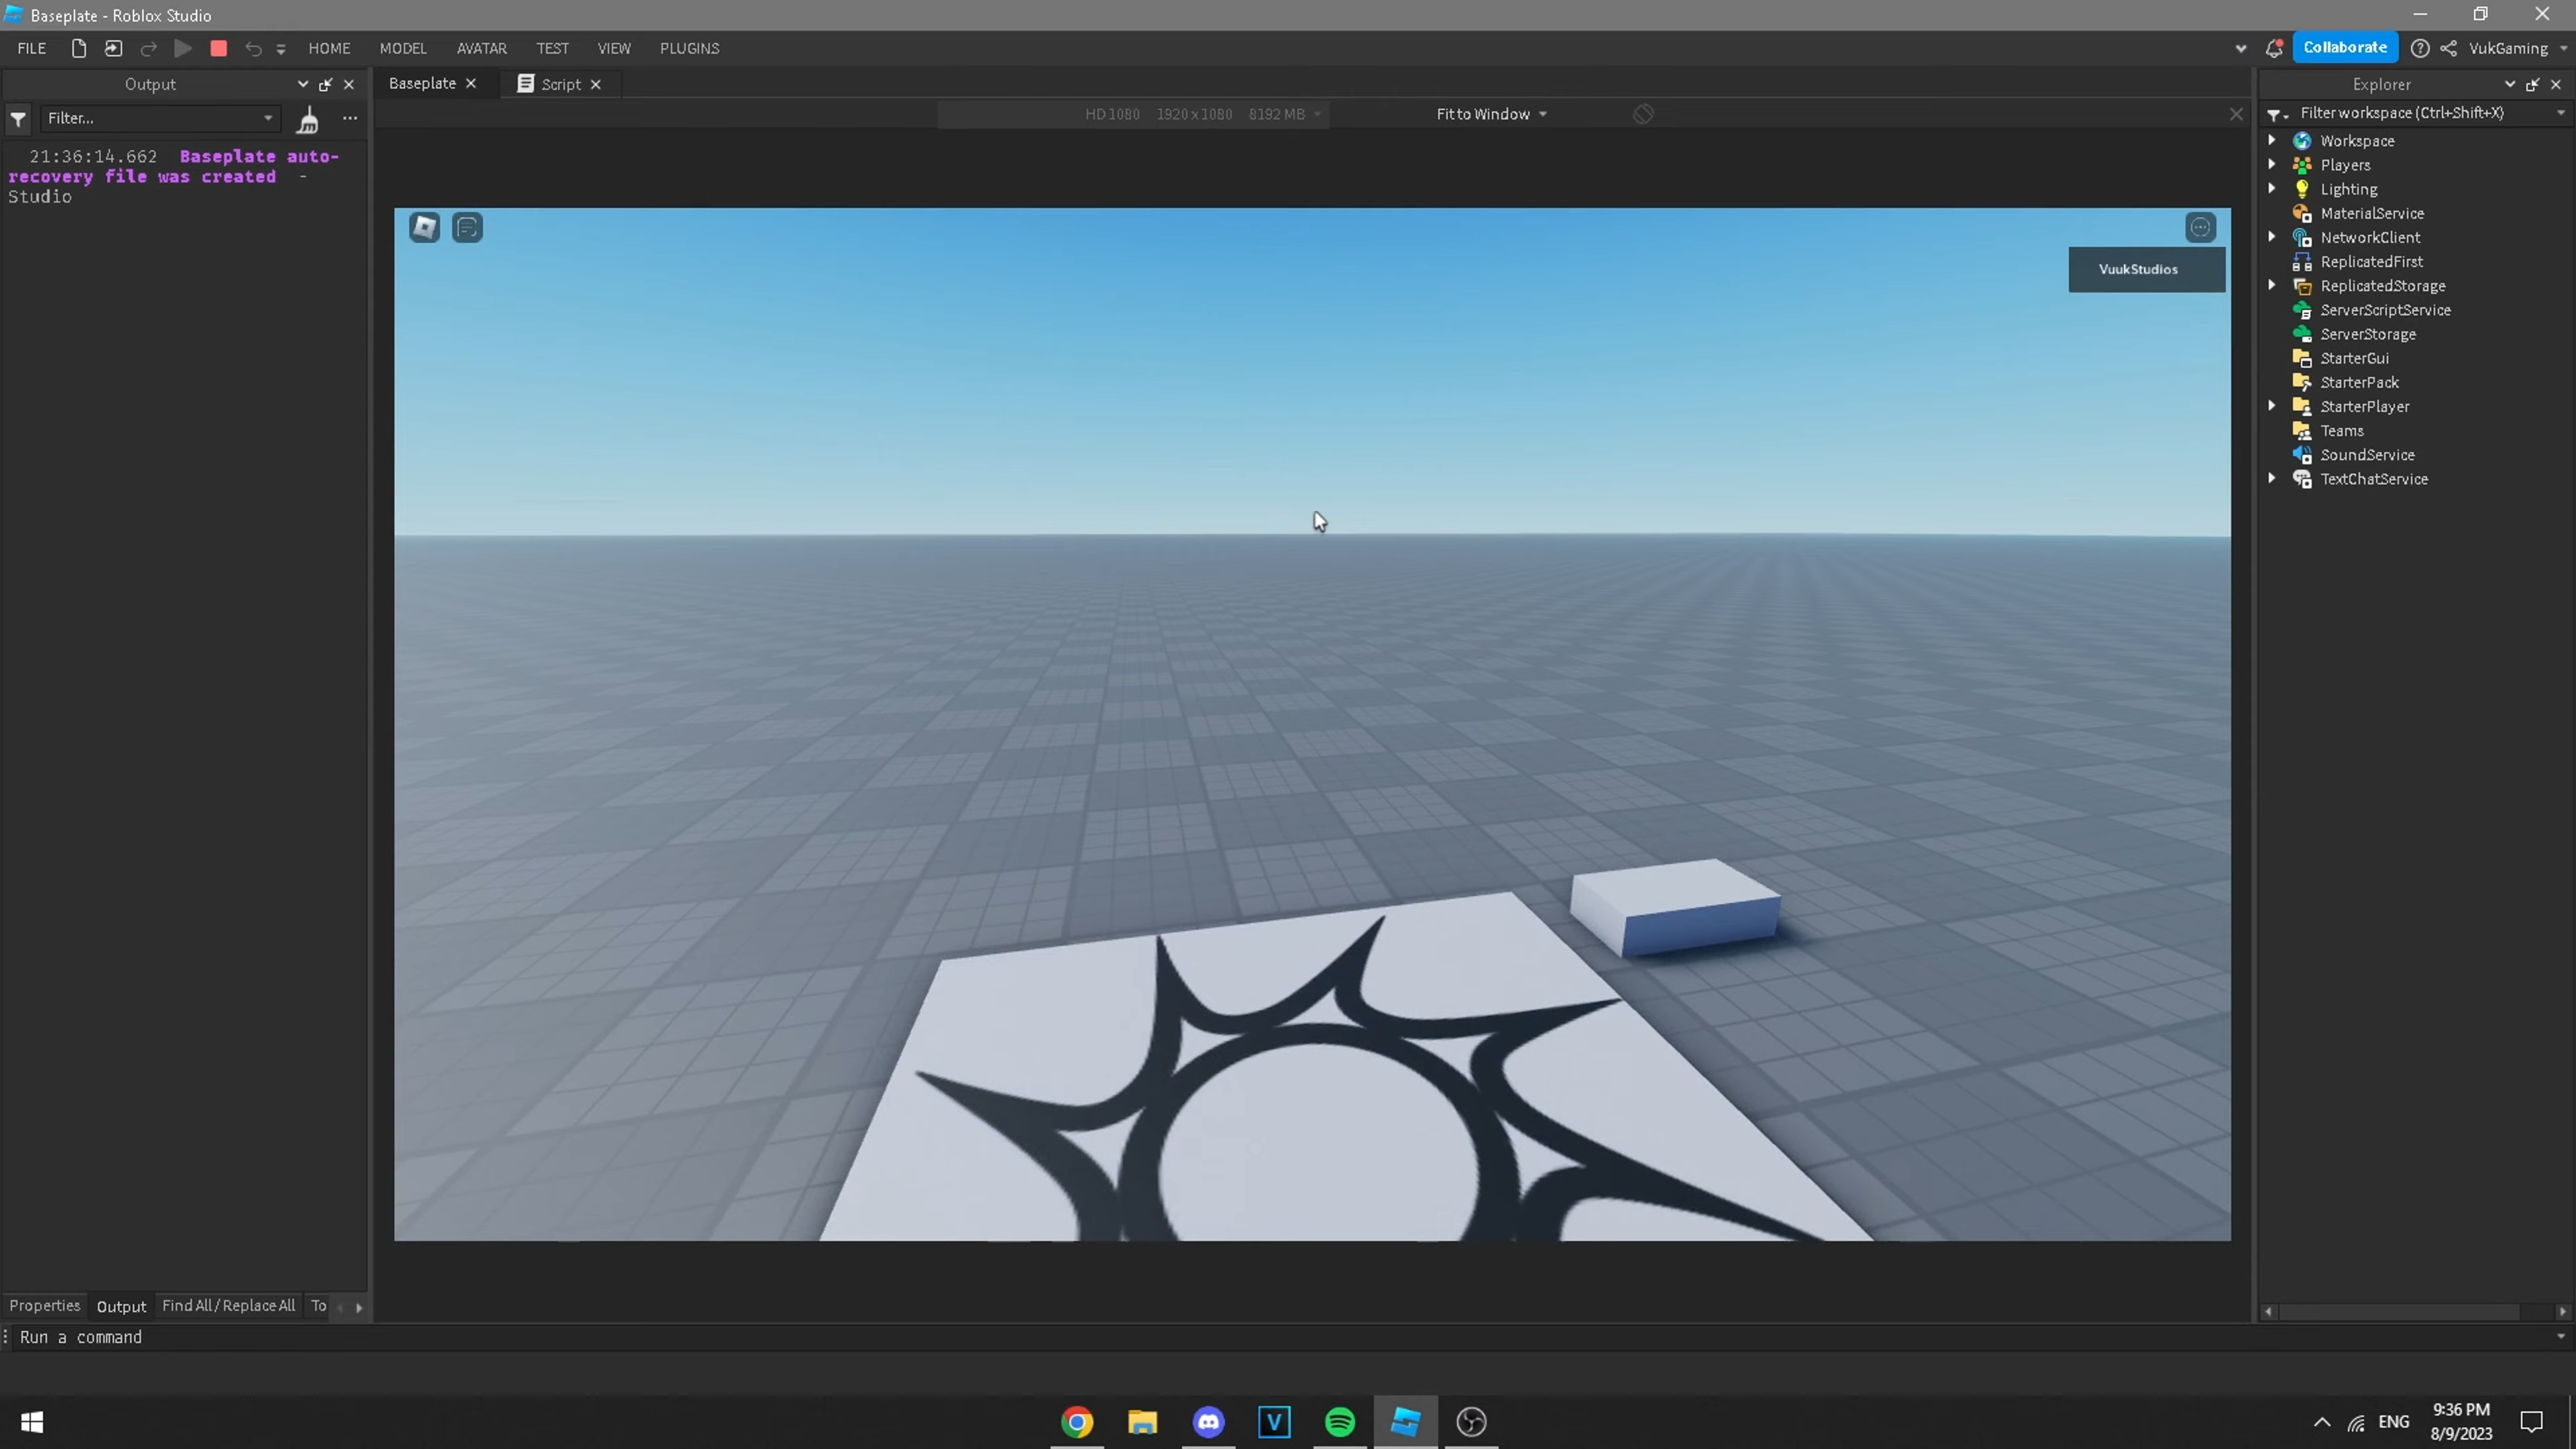 Baseplate - Roblox Studio
FILE HOME MODEL AVATAR TEST VIEW PLUGINS Collaborate VukGaming
Output
Filter...
21:36:14.662 Baseplate auto-
recovery file was created -
Studio
Baseplate Script
HD1080 1920 x 1080 8192 MB Fit to Window
VuukStudios
Explorer
Filter workspace (Ctrl+Shift+X)
Workspace
Players
Lighting
MaterialService
NetworkClient
ReplicatedFirst
ReplicatedStorage
ServerScriptService
ServerStorage
StarterGui
StarterPack
StarterPlayer
Teams
SoundService
TextChatService
Properties Output Find All / Replace All To
Run a command
V
ENG
9:36 PM
8/9/2023